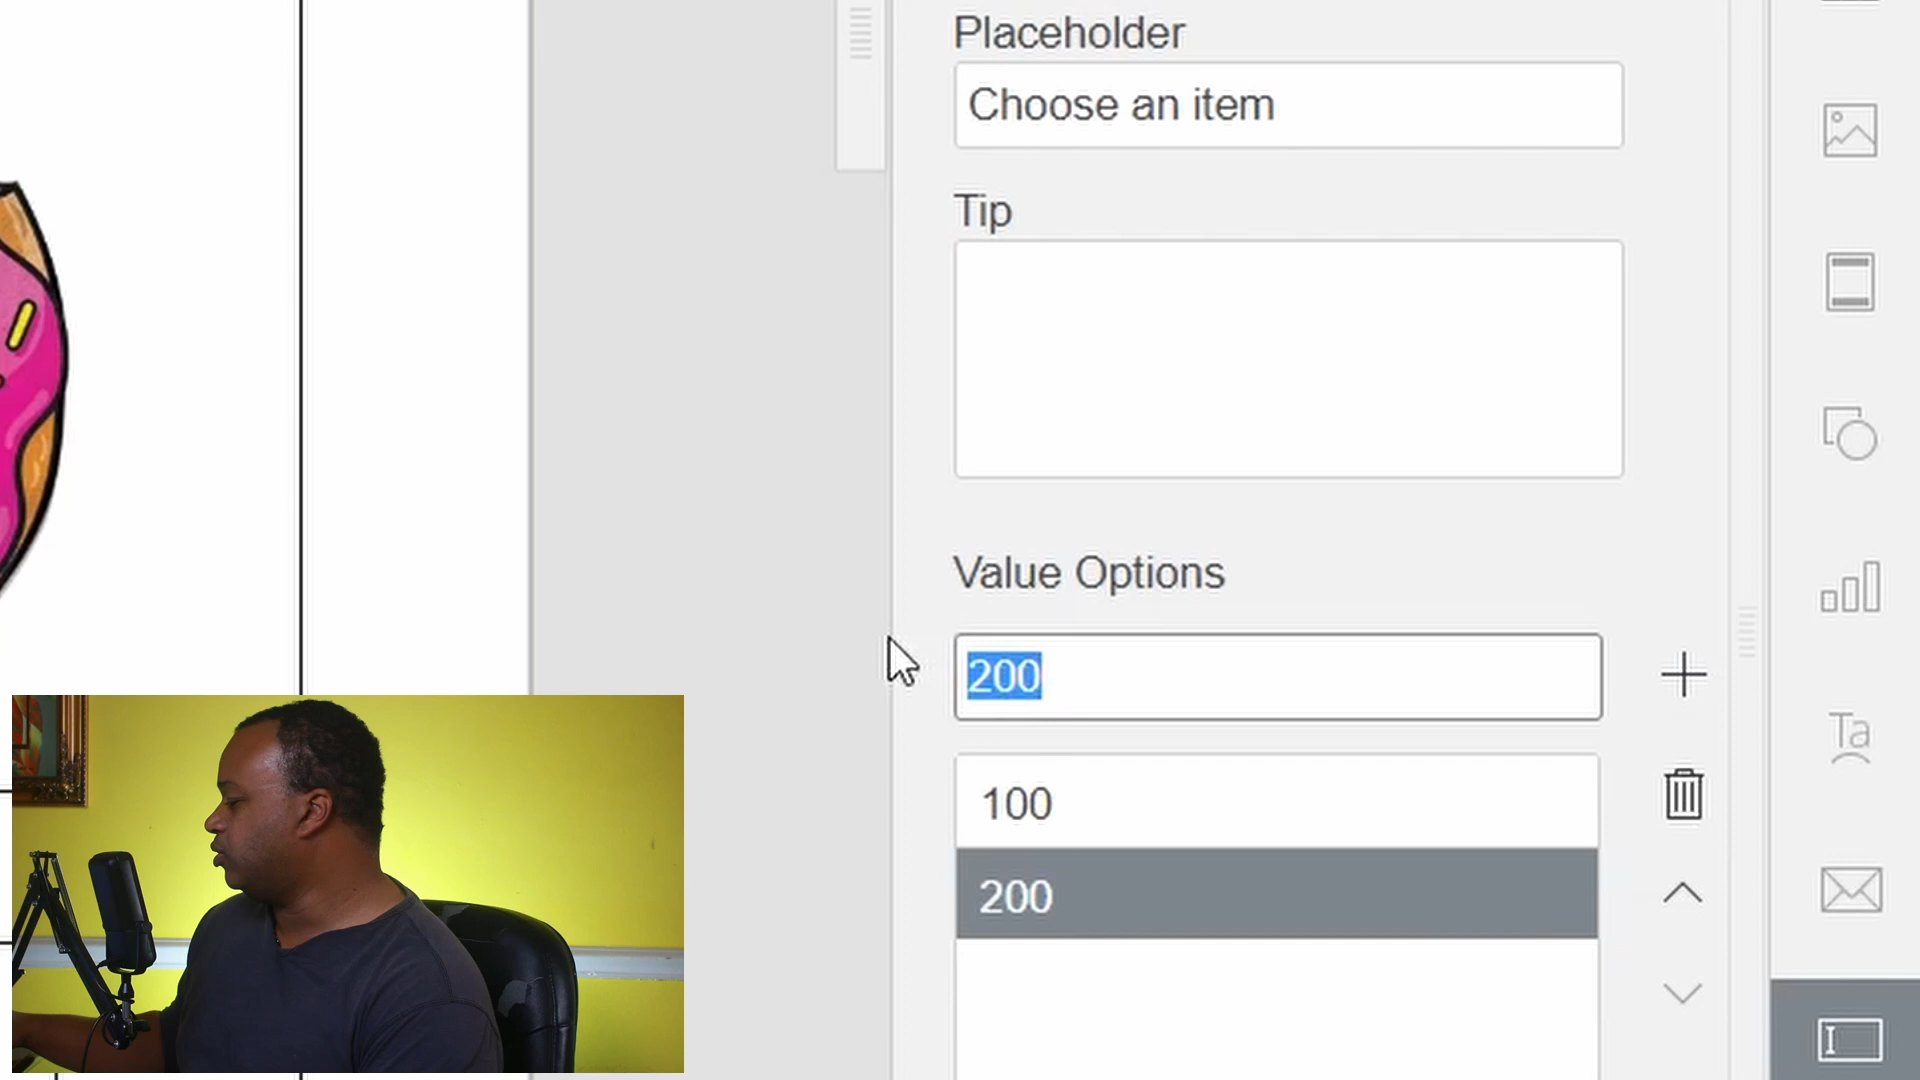 Placeholder
Choose an item
Tip
Value Options
200
100
200
Ta